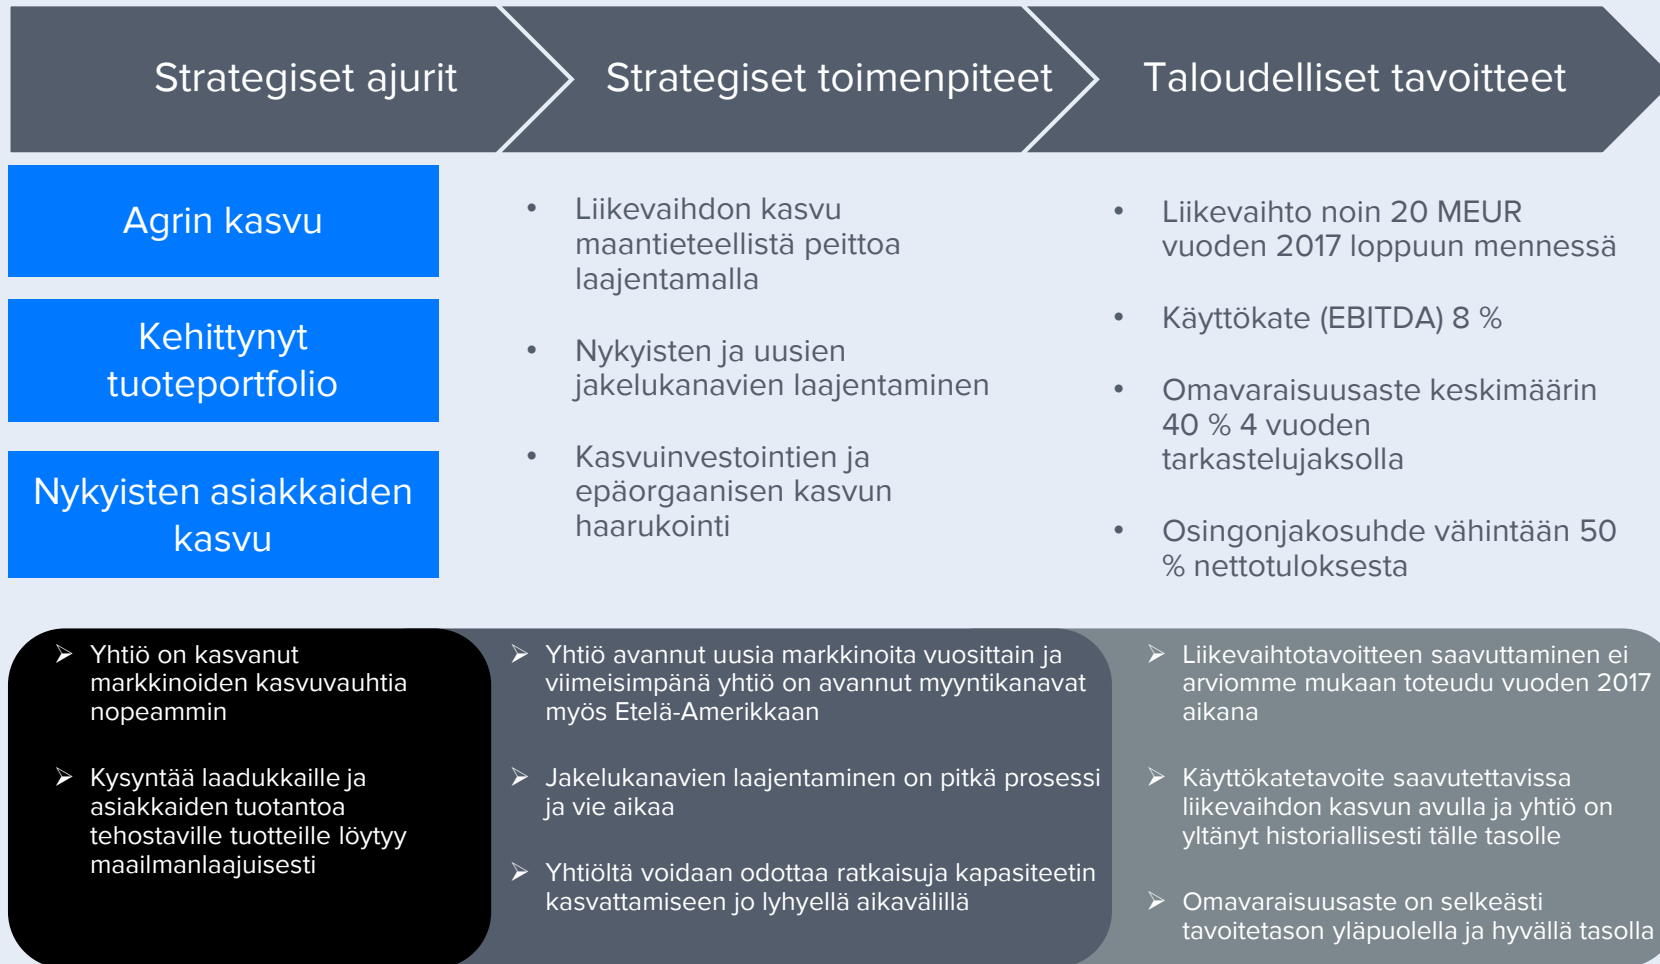 Strategiset ajurit
Strategiset toimenpiteet
Taloudelliset tavoitteet
Agrin kasvu
Kehittynyt
tuoteportfolio
Nykyisten asiakkaiden
kasvu
• Liikevaihdon kasvu
maantieteellistä peittoa
laajentamalla
• Nykyisten ja uusien
jakelukanavien laajentaminen
• Kasvuinvestointien ja
epäorgaanisen kasvun
haarukointi
• Liikevaihto noin 20 MEUR
vuoden 2017 loppuun mennessä
• Käyttökate (EBITDA) 8 %
• Omavaraisuusaste keskimäärin
40 % 4 vuoden
tarkastelujaksolla
• Osingonjakosuhde vähintään 50
% nettotuloksesta
➢ Yhtiö on kasvanut
markkinoiden kasvuvauhtia
nopeammin
➢ Kysyntää laadukkaille ja
asiakkaiden tuotantoa
tehostaville tuotteille löytyy
maailmanlaajuisesti
➢ Yhtiö avannut uusia markkinoita vuosittain ja
viimeisimpänä yhtiö on avannut myyntikanavat
myös Etelä-Amerikkaan
➢ Jakelukanavien laajentaminen on pitkä prosessi
ja vie aikaa
➢ Yhtiöltä voidaan odottaa ratkaisuja kapasiteetin
kasvattamiseen jo lyhyellä aikavälillä
➢ Liikevaihtotavoitteen saavuttaminen ei
arviomme mukaan toteudu vuoden 2017
aikana
➢ Käyttökatetavoite saavutettavissa
liikevaihdon kasvun avulla ja yhtiö on
yltänyt historiallisesti tälle tasolle
➢ Omavaraisuusaste on selkeästi
tavoitetason yläpuolella ja hyvällä tasolla